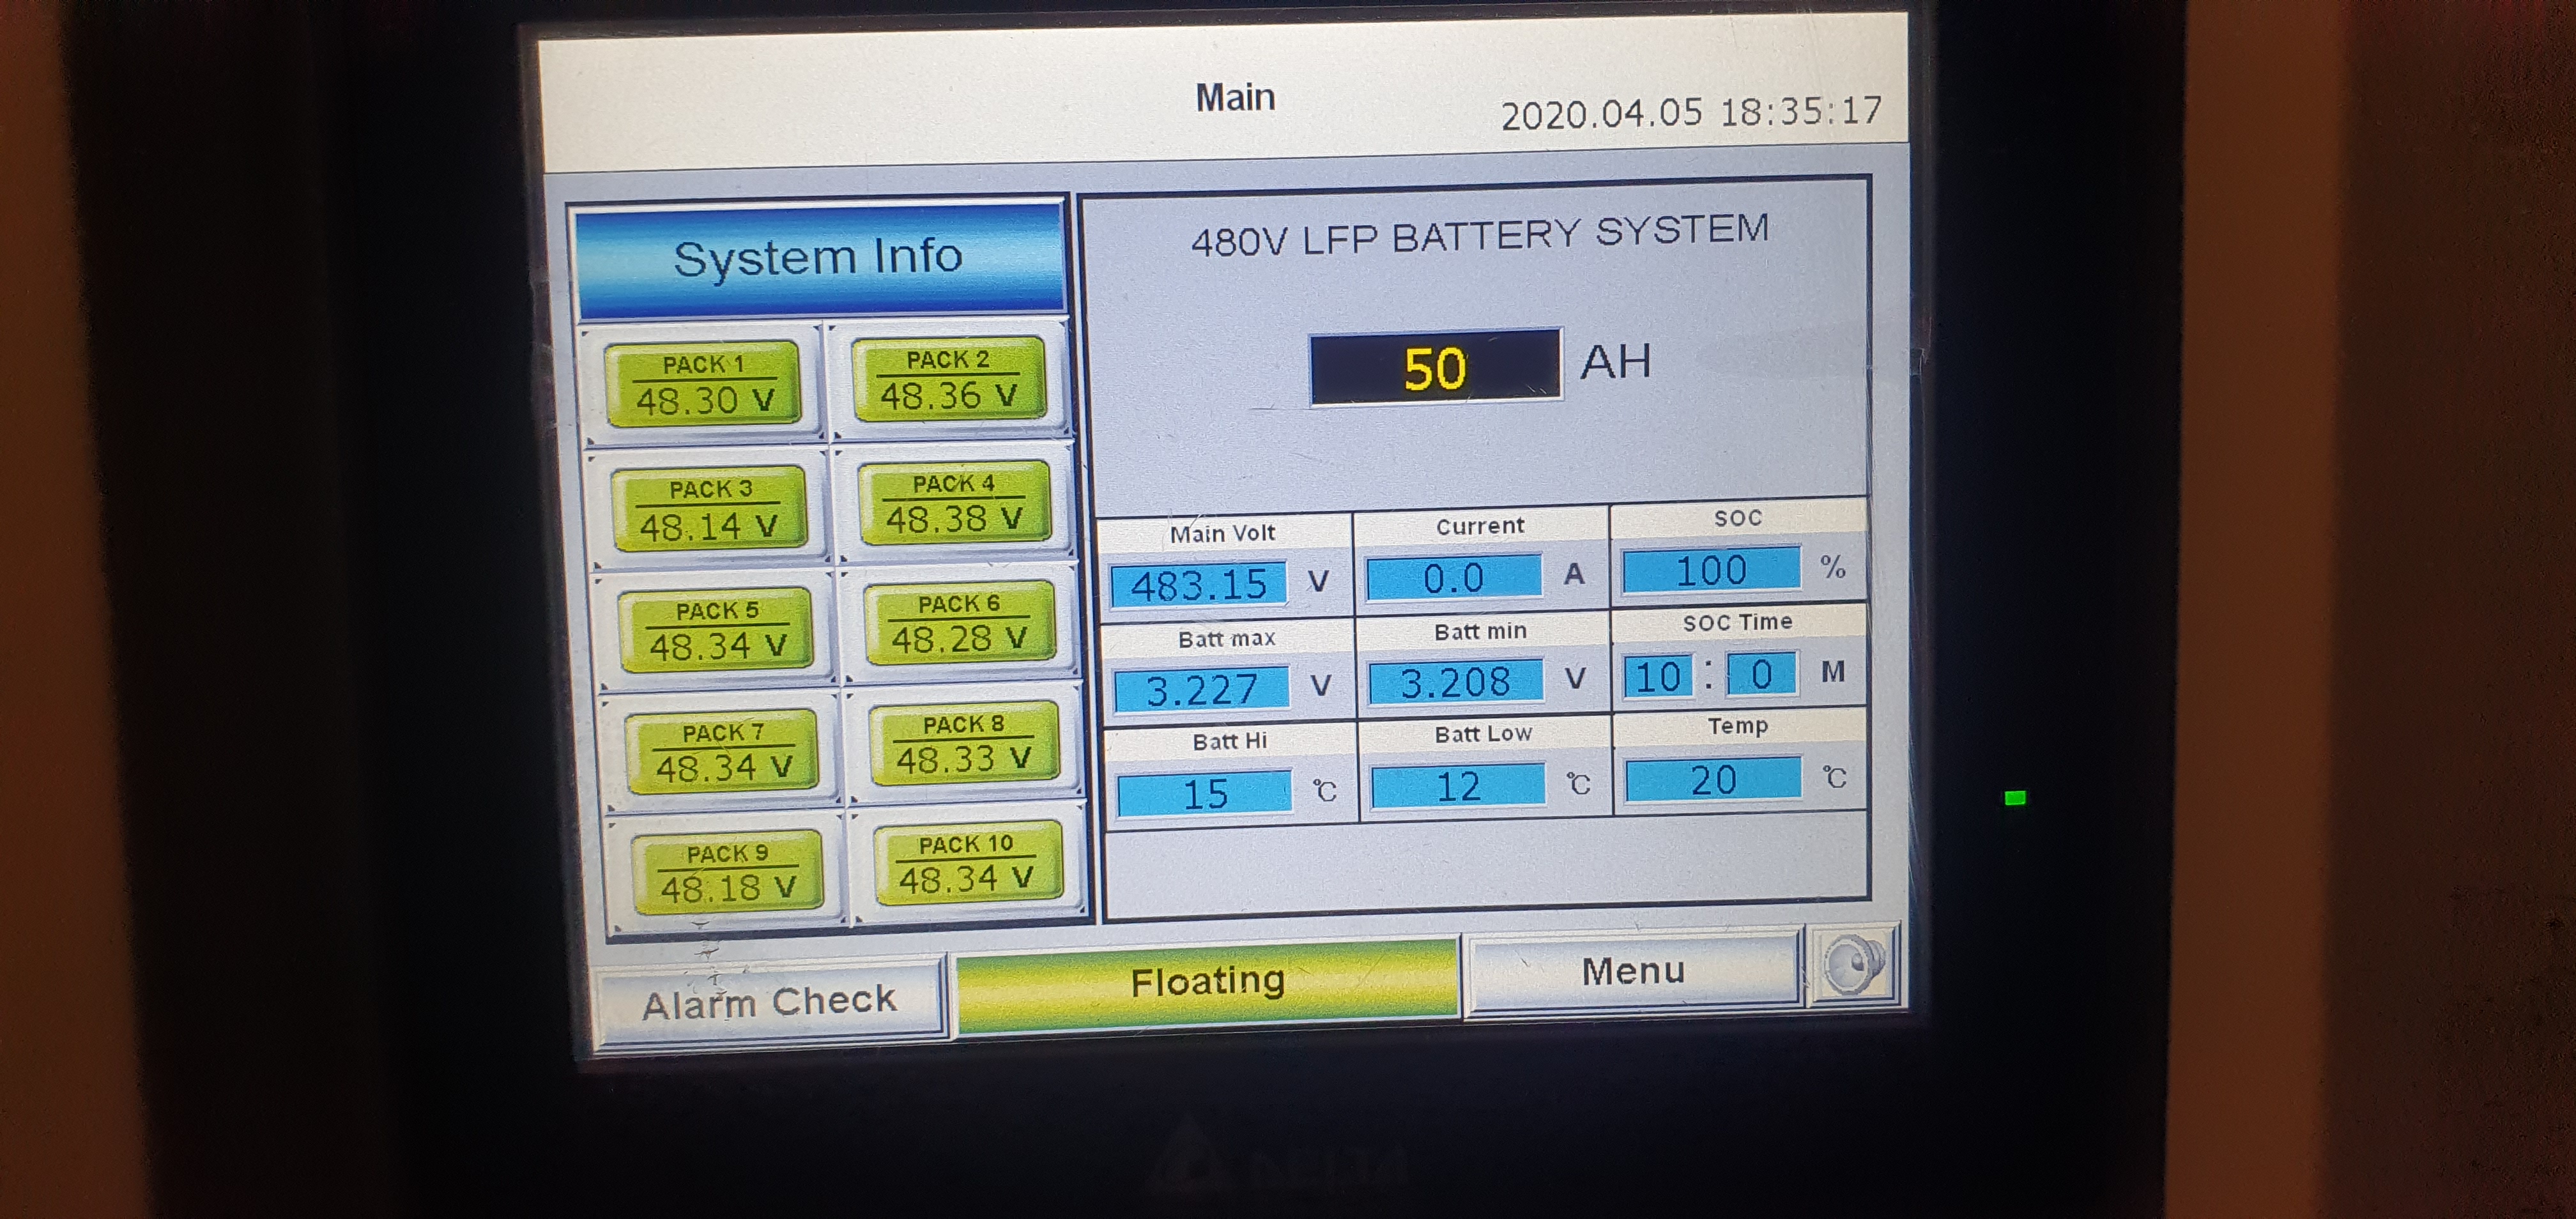 Main
2020.04.05 18:35:17
System Info
PACK 1
48.30 V
PACK 2
48.36 V
PACK 3
48.14 V
PACK 4
48.38 V
PACK 5
48.34 V
PACK 6
48.28 V
PACK 7
48.34 V
PACK 8
48.33 V
PACK 9
48.18 V
PACK 10
48.34 V
480V LFP BATTERY SYSTEM
50 AH
Main Volt
483.15 V
Current
0.0 A
SOC
100 %
Batt max
3.227 V
Batt min
3.208 V
SOC Time
10 : 0 M
Batt Hi
15 ℃
Batt Low
12 ℃
Temp
20 ℃
Alarm Check
Floating
Menu
DELTA